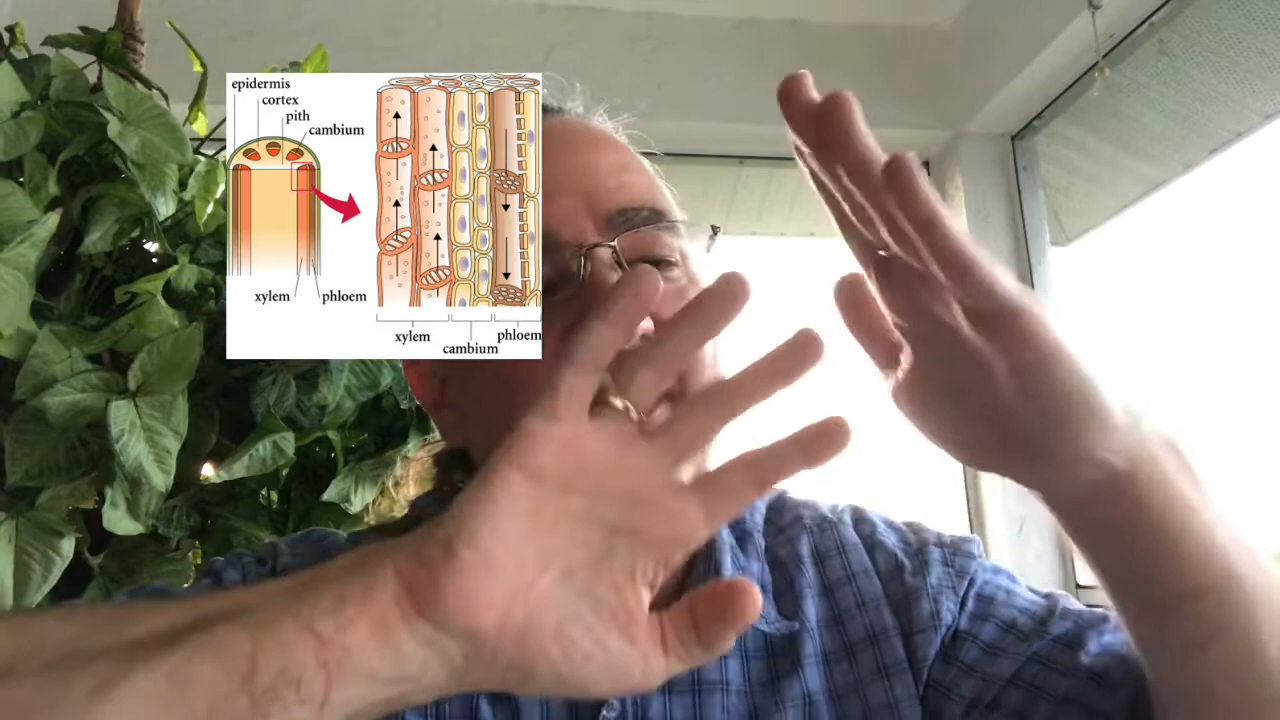 epidermis
cortex
pith
cambium
xylem
phloem
xylem
cambium
phloem